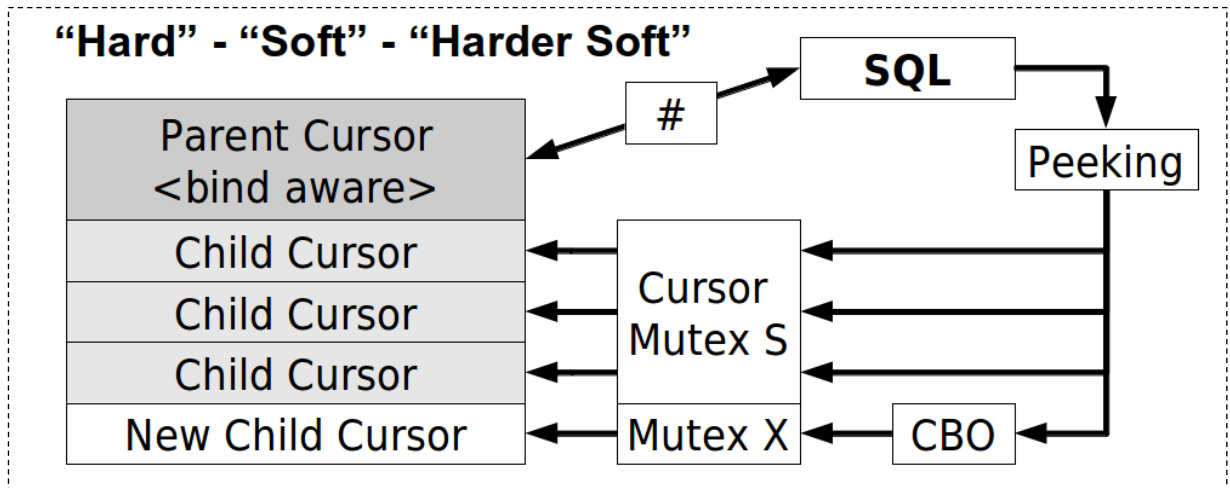 “Hard” - “Soft” - “Harder Soft”
SQL
#
Parent Cursor
<bind aware>
Peeking
Child Cursor
Child Cursor
Child Cursor
Cursor
Mutex S
New Child Cursor
Mutex X
CBO